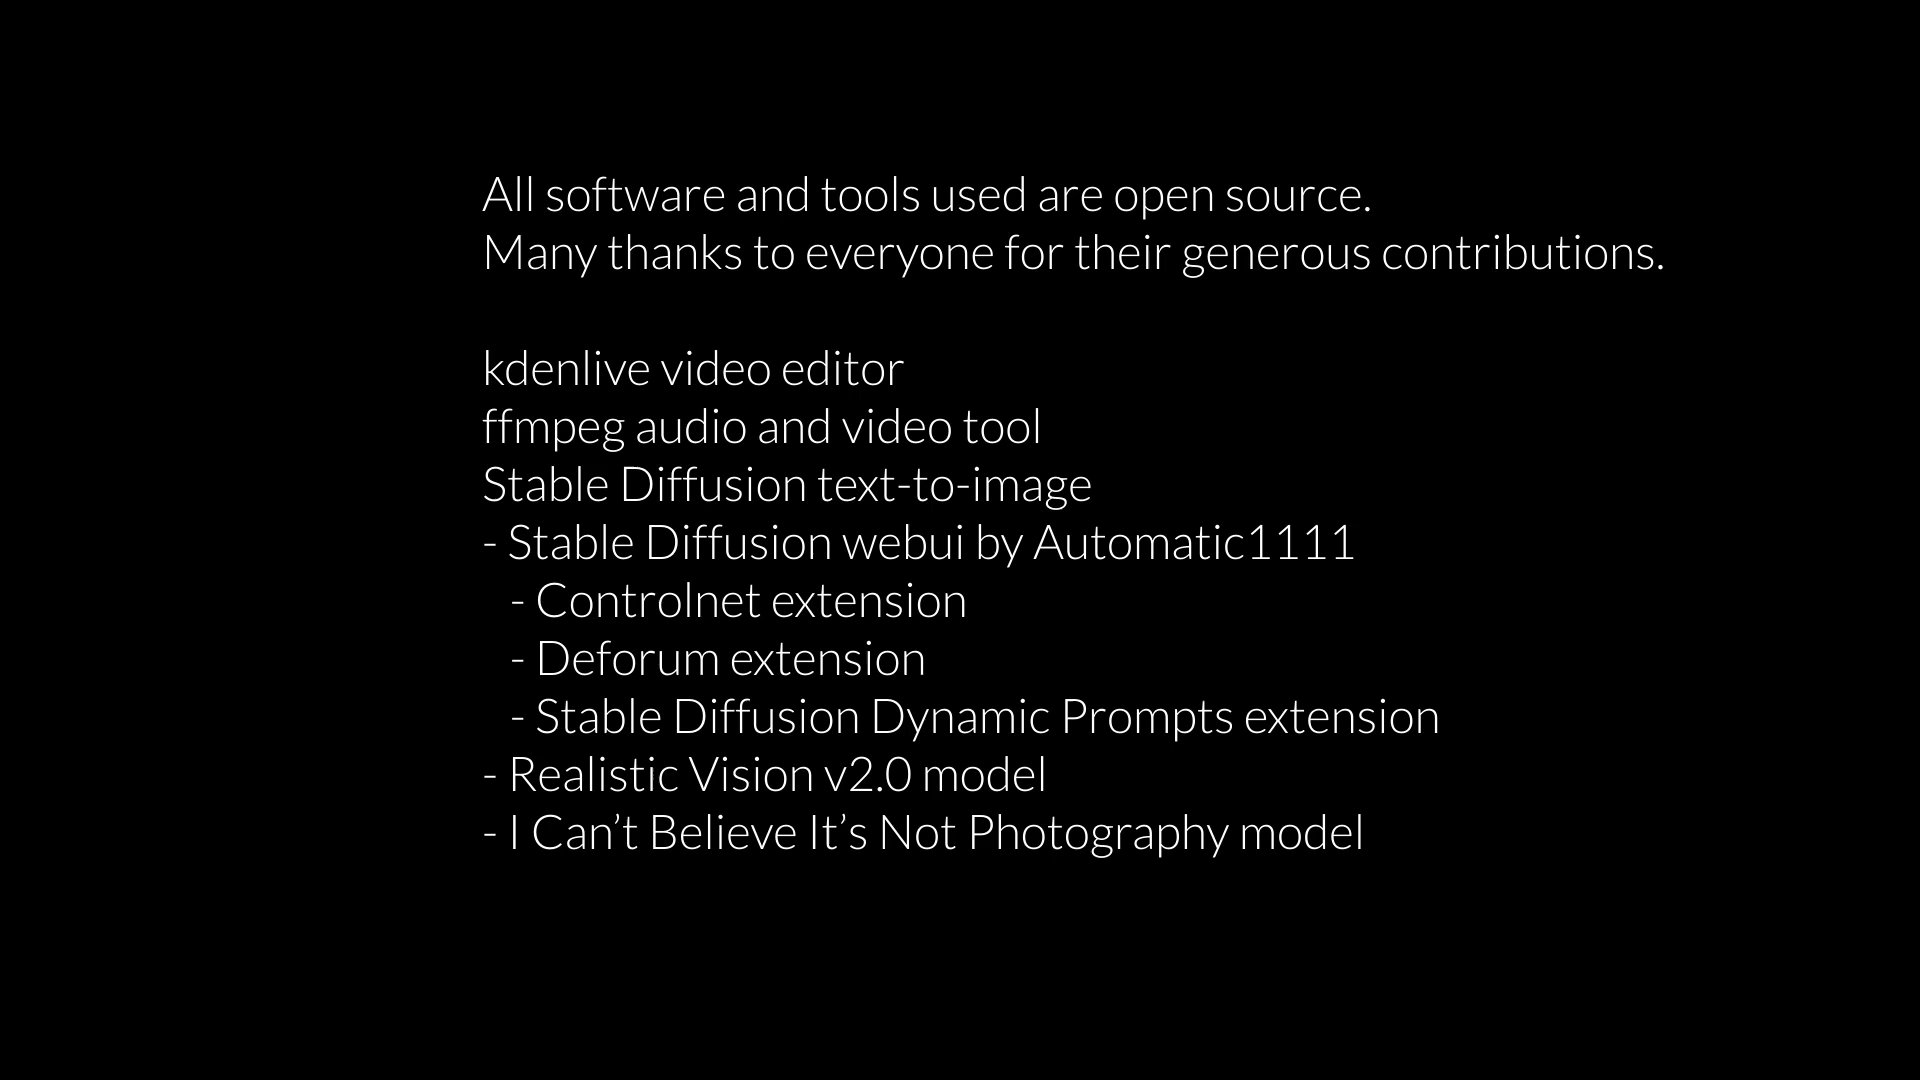 All software and tools used are open source.
Many thanks to everyone for their generous contributions.
kdenlive video editor
ffmpeg audio and video tool
Stable Diffusion text-to-image
- Stable Diffusion webui by Automatic1111
- Controlnet extension
- Deforum extension
- Stable Diffusion Dynamic Prompts extension
- Realistic Vision v2.0 model
- I Can’t Believe It’s Not Photography model